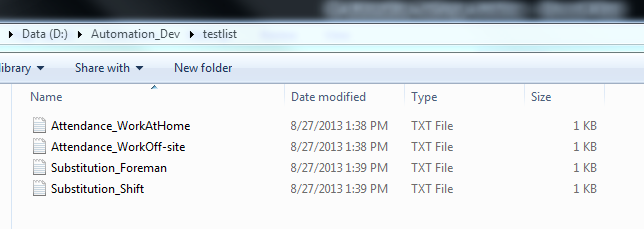 Data (D:) Automation_Dev testlist
library Share with New folder
Name Date modified Type Size
Attendance_WorkAtHome 8/27/2013 1:38 PM TXT File 1 KB
Attendance_WorkOff-site 8/27/2013 1:38 PM TXT File 1 KB
Substitution_Foreman 8/27/2013 1:39 PM TXT File 1 KB
Substitution_Shift 8/27/2013 1:39 PM TXT File 1 KB